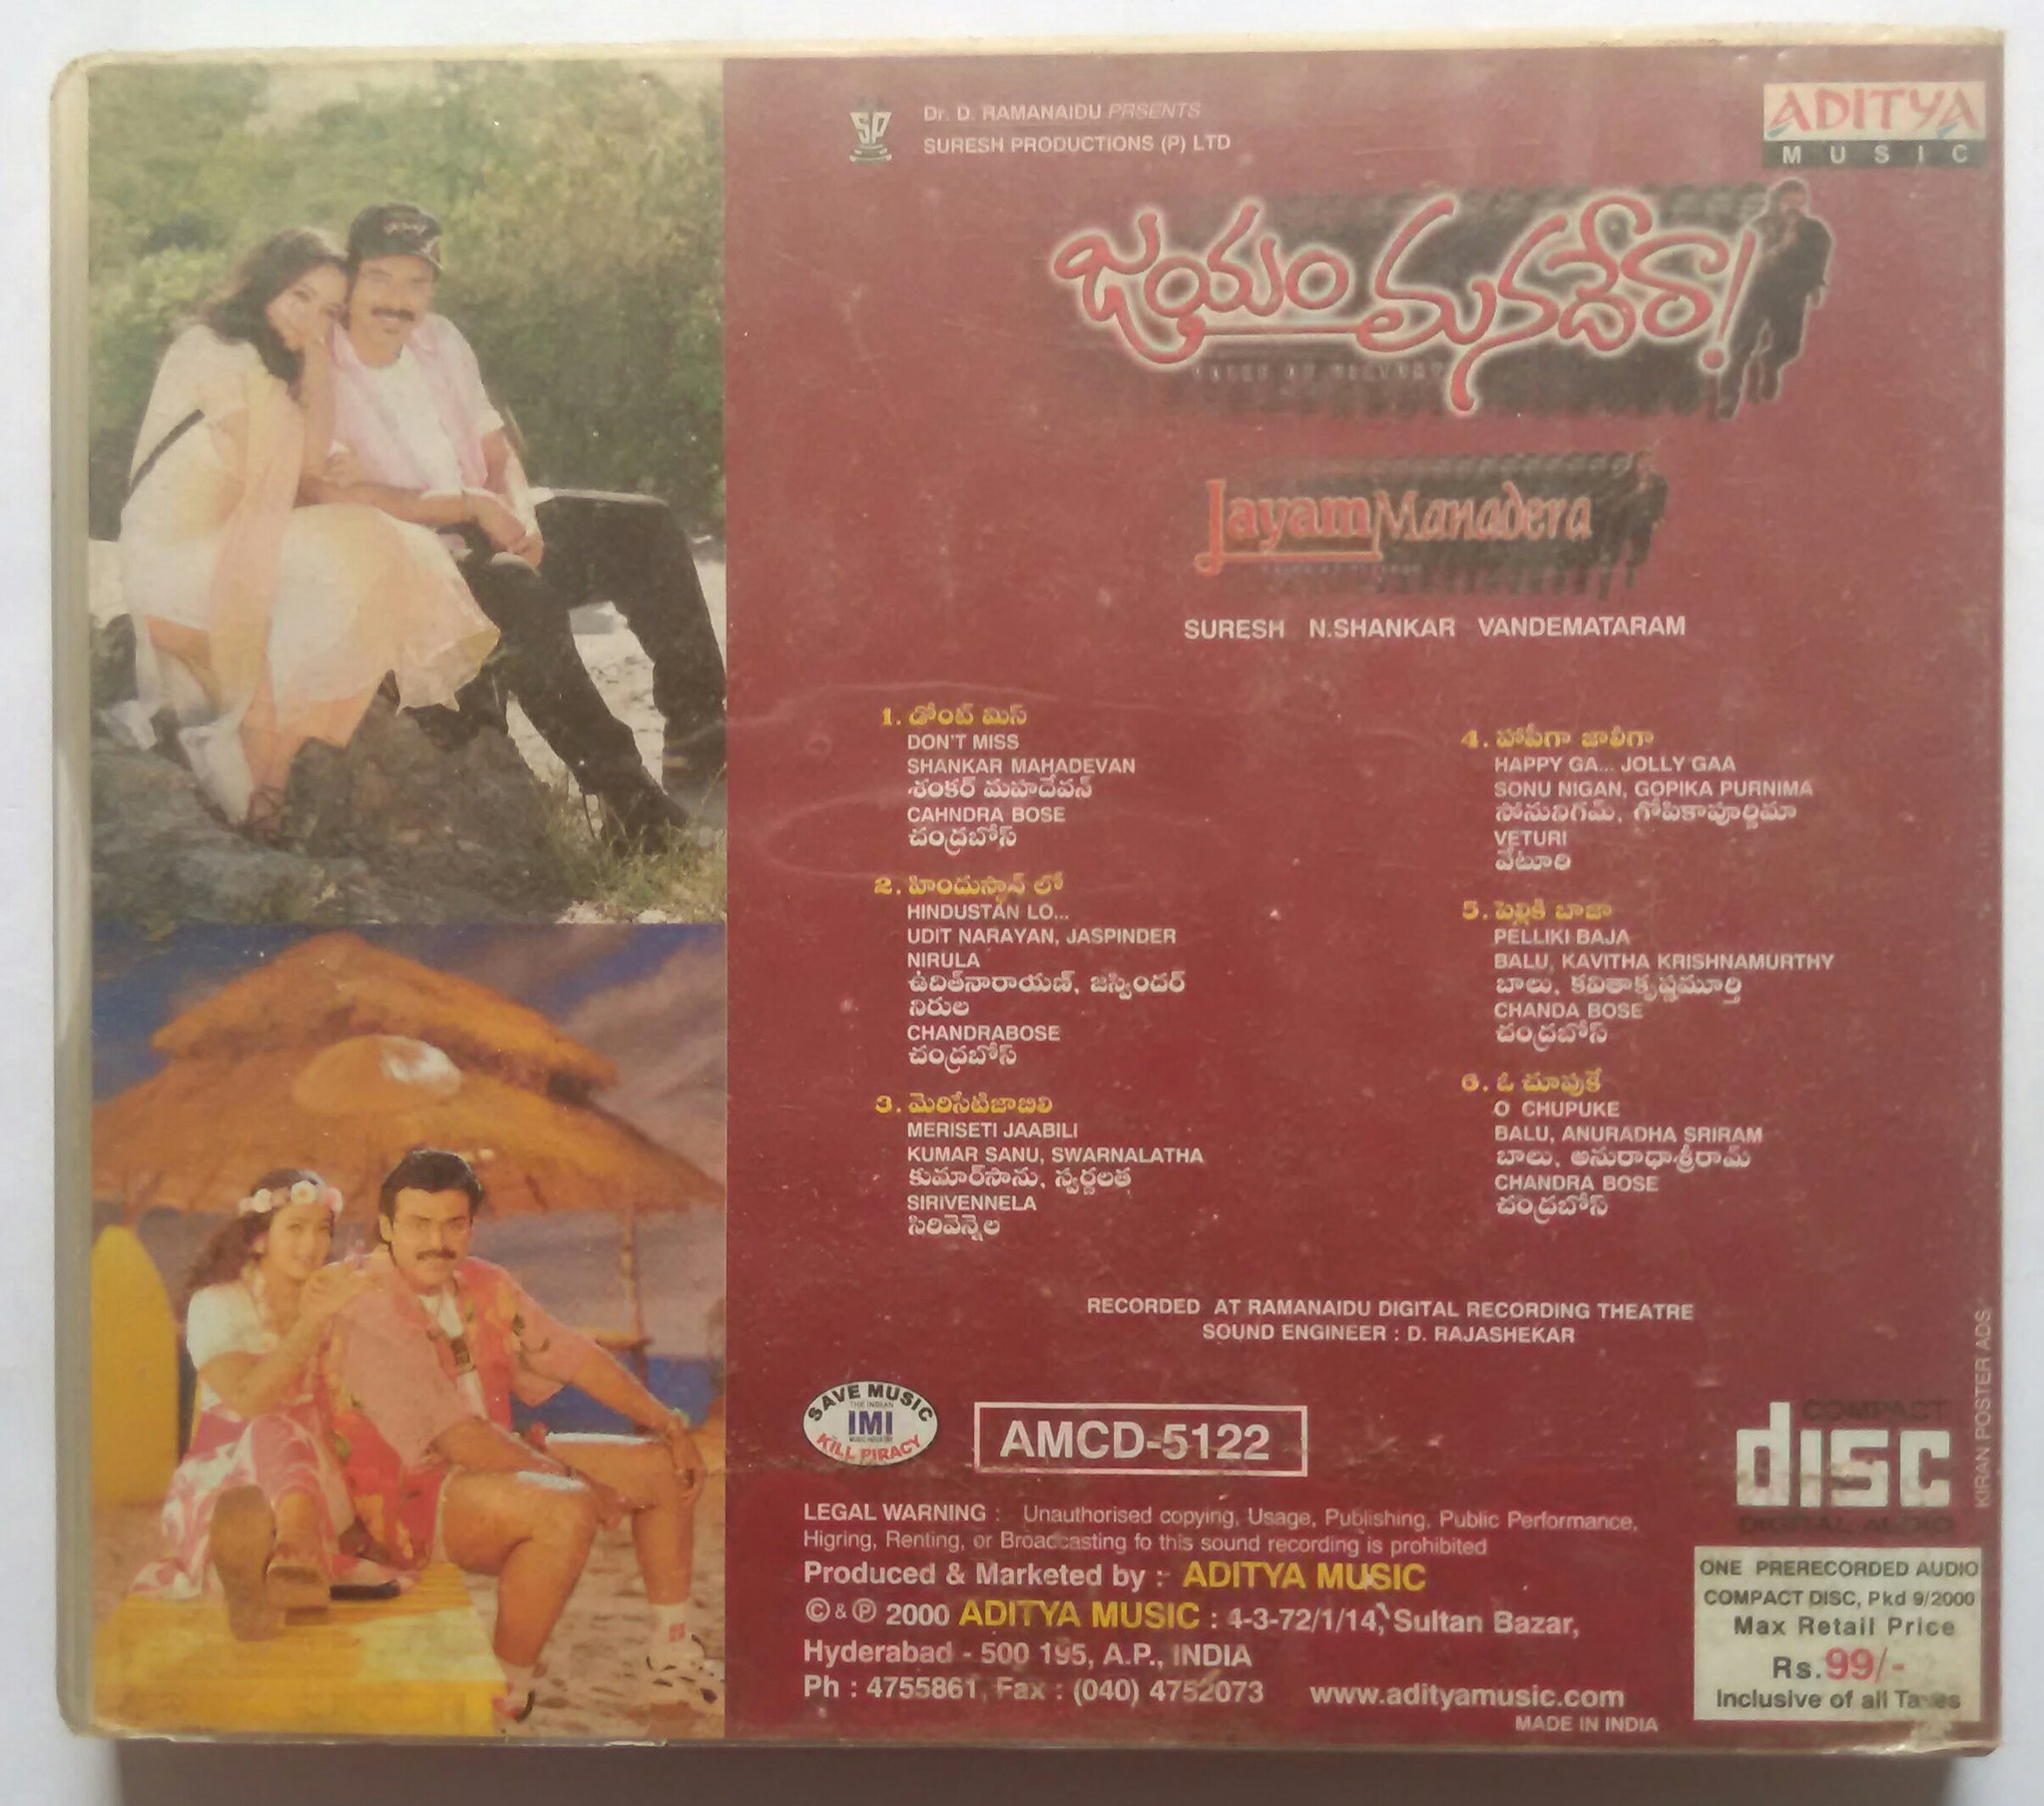 Dr. D. RAMANAIDU PRSENTS
SURESH PRODUCTIONS (P) LTD
SP
ADITYA
MUSIC
జయం మనదేరా!
Jayam Manadera
SURESH N.SHANKAR VANDEMATARAM
1. డోంట్ మిస్
DON'T MISS
SHANKAR MAHADEVAN
శంకర్ మహదేవన్
CAHNDRA BOSE
చంద్రబోస్
2. హిందుస్తాన్ లో
HINDUSTAN LO...
UDIT NARAYAN, JASPINDER
NIRULA
ఉదిత్‌నారాయణ్, జస్పిందర్
నిరుల
CHANDRABOSE
చంద్రబోస్
3. మెరిసేటిజాబిలి
MERISETI JAABILI
KUMAR SANU, SWARNALATHA
కుమార్‌సాను, స్వర్ణలత
SIRIVENNELA
సిరివెన్నెల
4. హాపీగా జాలీగా
HAPPY GA... JOLLY GAA
SONU NIGAN, GOPIKA PURNIMA
సోనునిగమ్, గోపికాపూర్ణిమా
VETURI
వేటూరి
5. పెల్లికి బాజా
PELLIKI BAJA
BALU, KAVITHA KRISHNAMURTHY
బాలు, కవితాకృష్ణమూర్తి
CHANDA BOSE
చంద్రబోస్
6. ఓ చూపుకే
O CHUPUKE
BALU, ANURADHA SRIRAM
బాలు, అనురాధాశ్రీరామ్
CHANDRA BOSE
చంద్రబోస్
RECORDED AT RAMANAIDU DIGITAL RECORDING THEATRE
SOUND ENGINEER : D. RAJASHEKAR
SAVE MUSIC
THE INDIAN
IMI
MUSIC INDUSTRY
KILL PIRACY
AMCD-5122
COMPACT
disc
DIGITAL AUDIO
KIRAN POSTER ADS
LEGAL WARNING : Unauthorised copying, Usage, Publishing, Public Performance,
Higring, Renting, or Broadcasting fo this sound recording is prohibited
Produced & Marketed by : ADITYA MUSIC
© & ℗ 2000 ADITYA MUSIC : 4-3-72/1/14, Sultan Bazar,
Hyderabad - 500 195, A.P., INDIA
Ph : 4755861, Fax : (040) 4752073 www.adityamusic.com
MADE IN INDIA
ONE PRERECORDED AUDIO
COMPACT DISC, Pkd 9/2000
Max Retail Price
Rs.99/-
Inclusive of all Taxes